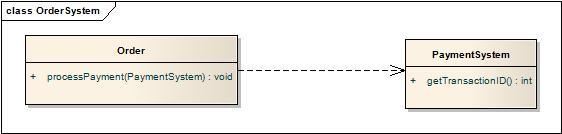 class OrderSystem
Order
+ processPayment(PaymentSystem) : void
PaymentSystem
+ getTransactionID() : int